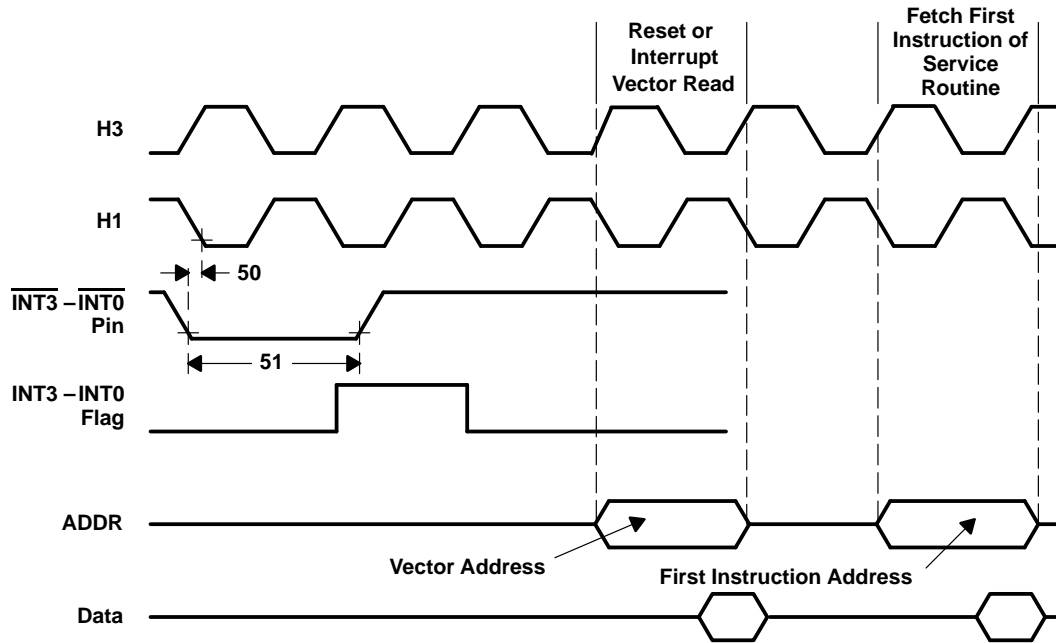 Reset or
Interrupt
Vector Read
Fetch First
Instruction of
Service
Routine
H3
H1
50
INT3 – INT0
Pin
51
INT3 – INT0
Flag
ADDR
Vector Address
First Instruction Address
Data